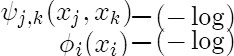 ψ_{j,k}(x_j, x_k)−(− log)
ϕ_i(x_i)−(− log)